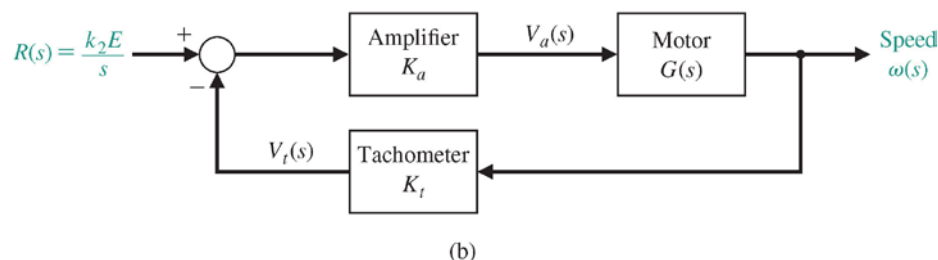 R(s) = k₂E/s
+
−
Amplifier
Kₐ
Vₐ(s)
Motor
G(s)
Speed
ω(s)
Vₜ(s)
Tachometer
Kₜ
(b)